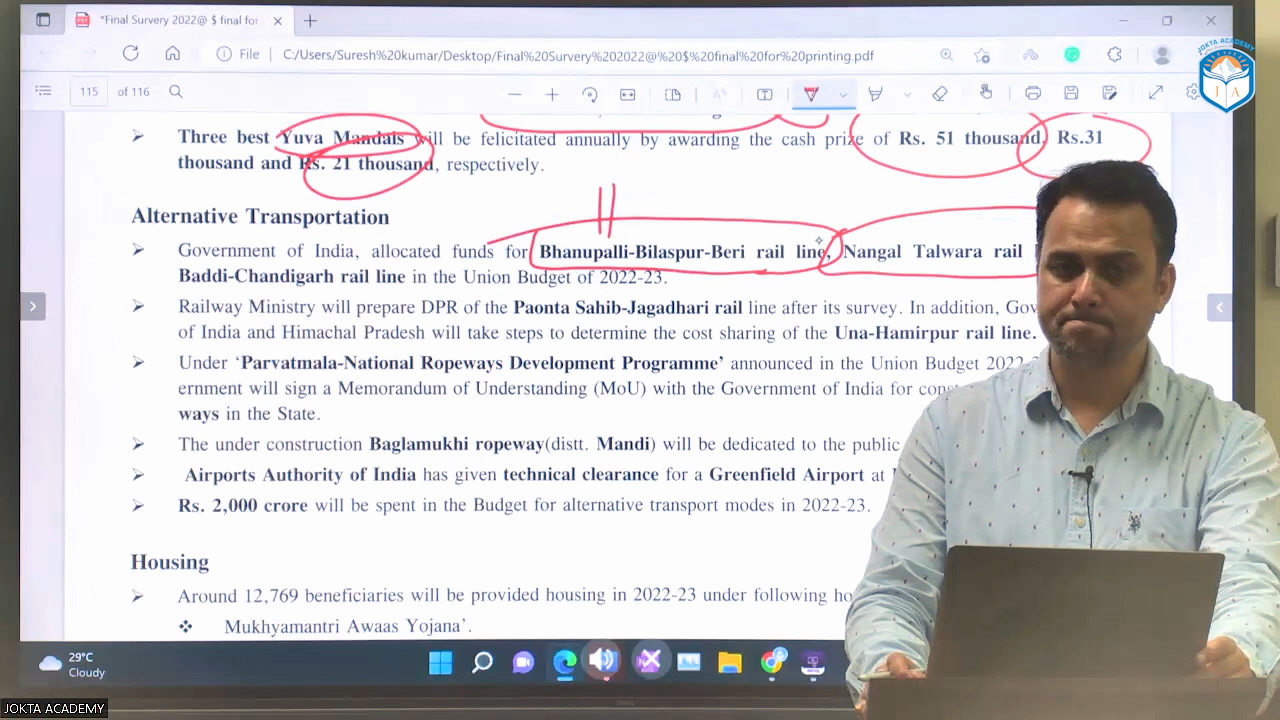 *Final Survery 2022@ $ final for
JOKTA ACADEMY
J A
File
C:/Users/Suresh%20kumar/Desktop/Final%20Survery%202022@%20$%20final%20for%20printing.pdf
115 of 116
Three best Yuva Mandals will be felicitated annually by awarding the cash prize of Rs. 51 thousand, Rs.31
thousand and Rs. 21 thousand, respectively.
Alternative Transportation
Government of India, allocated funds for Bhanupalli-Bilaspur-Beri rail line, Nangal Talwara rail
Baddi-Chandigarh rail line in the Union Budget of 2022-23.
Railway Ministry will prepare DPR of the Paonta Sahib-Jagadhari rail line after its survey. In addition, Gov
of India and Himachal Pradesh will take steps to determine the cost sharing of the Una-Hamirpur rail line.
Under ‘Parvatmala-National Ropeways Development Programme’ announced in the Union Budget 2022-
ernment will sign a Memorandum of Understanding (MoU) with the Government of India for cons
ways in the State.
The under construction Baglamukhi ropeway(distt. Mandi) will be dedicated to the public
Airports Authority of India has given technical clearance for a Greenfield Airport at
Rs. 2,000 crore will be spent in the Budget for alternative transport modes in 2022-23.
Housing
Around 12,769 beneficiaries will be provided housing in 2022-23 under following ho
Mukhyamantri Awaas Yojana’.
29°C
Cloudy
JOKTA ACADEMY